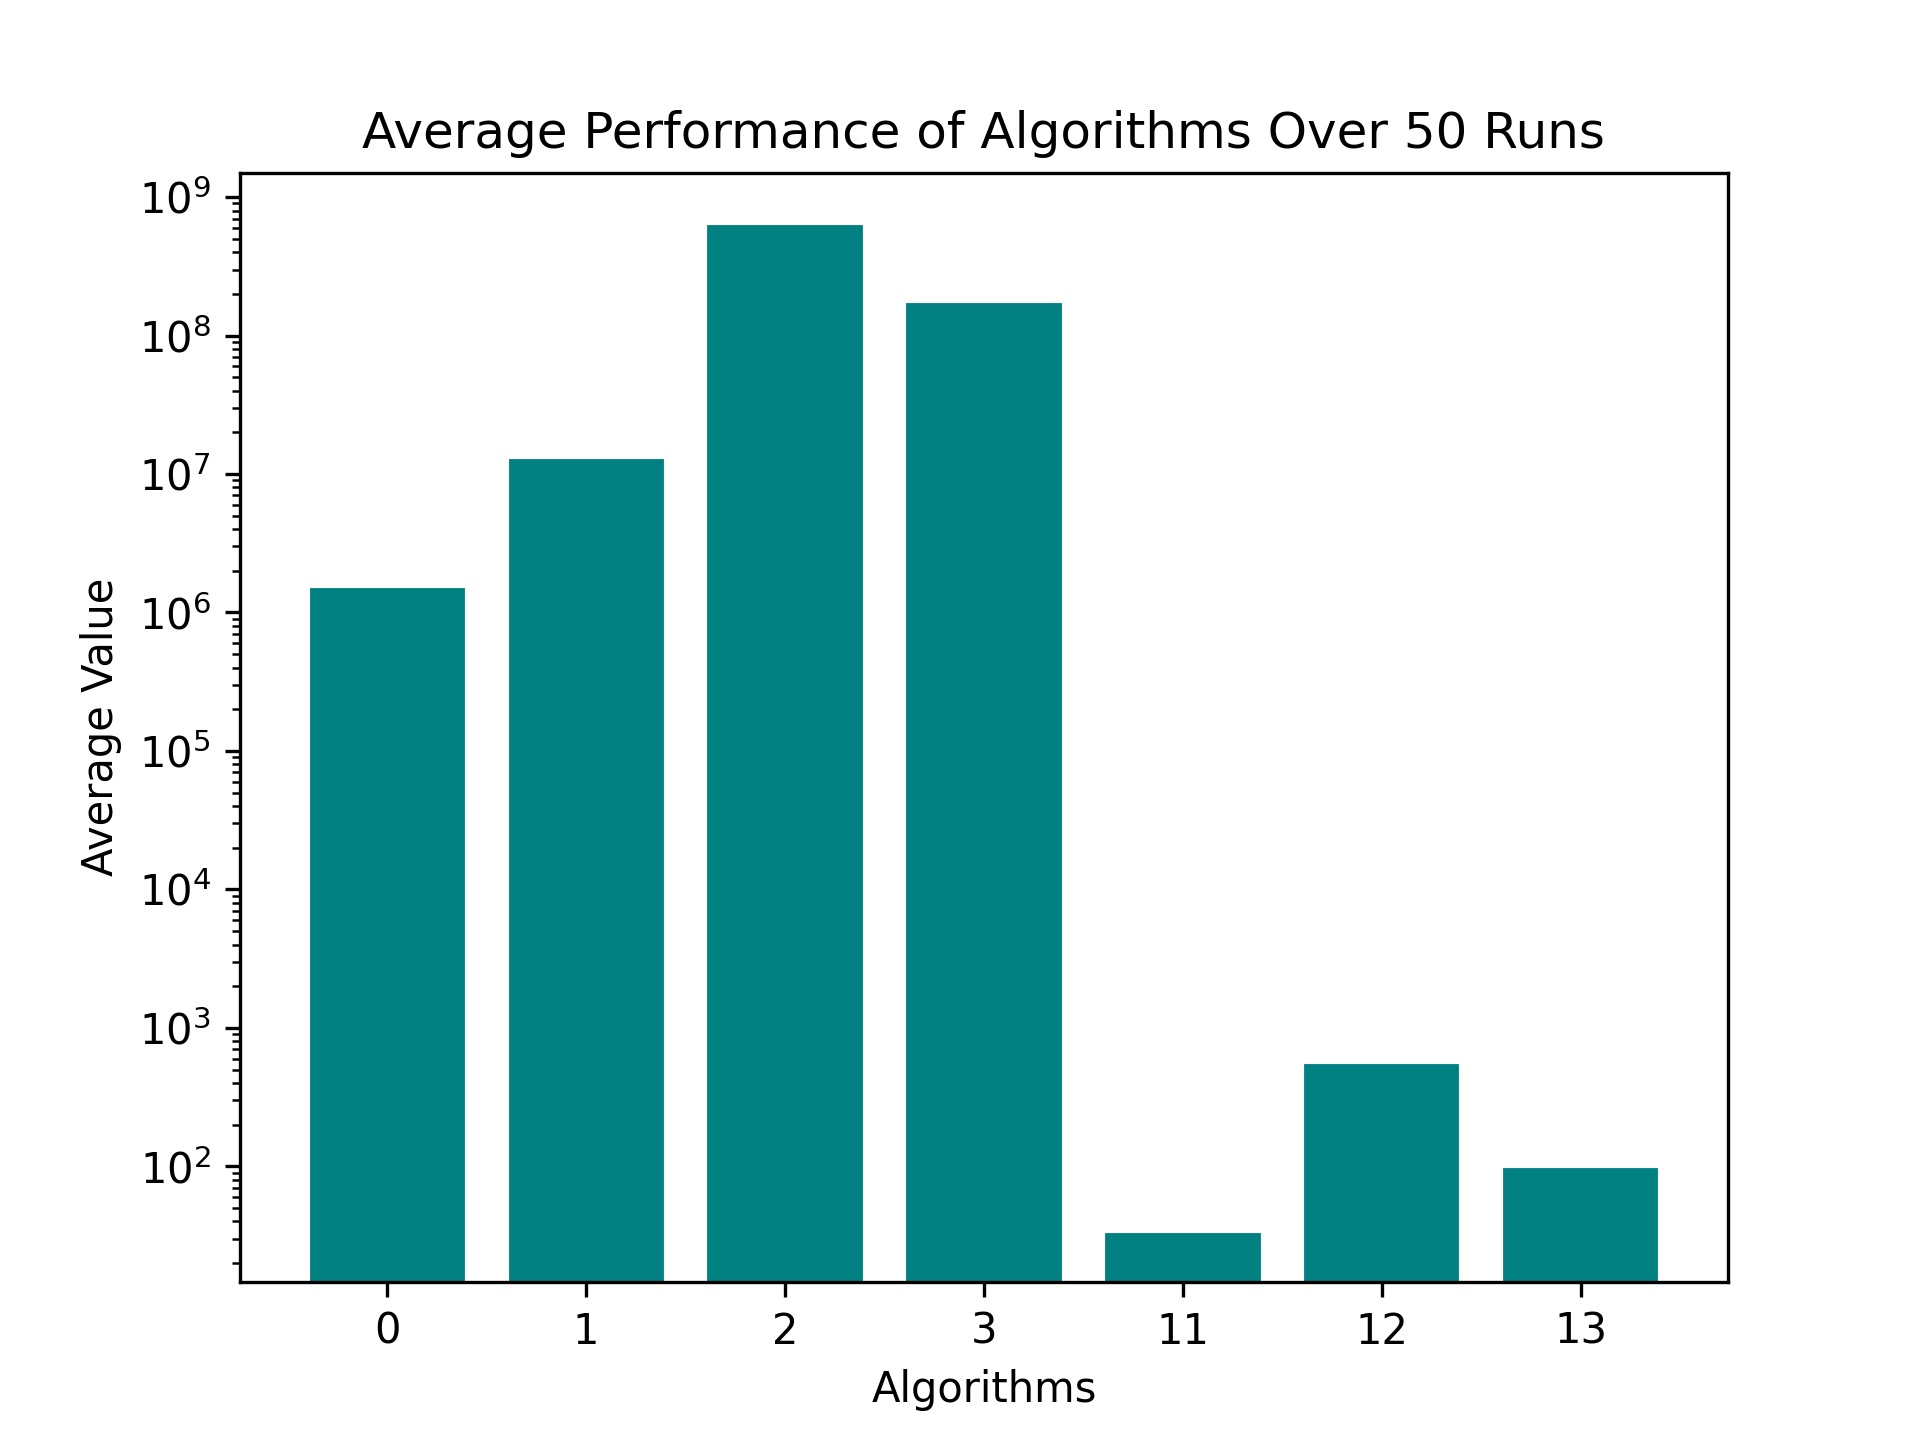 Average Performance of Algorithms Over 50 Runs
10⁹
10⁸
10⁷
10⁶
10⁵
10⁴
10³
10²
Average Value
0 1 2 3 11 12 13
Algorithms